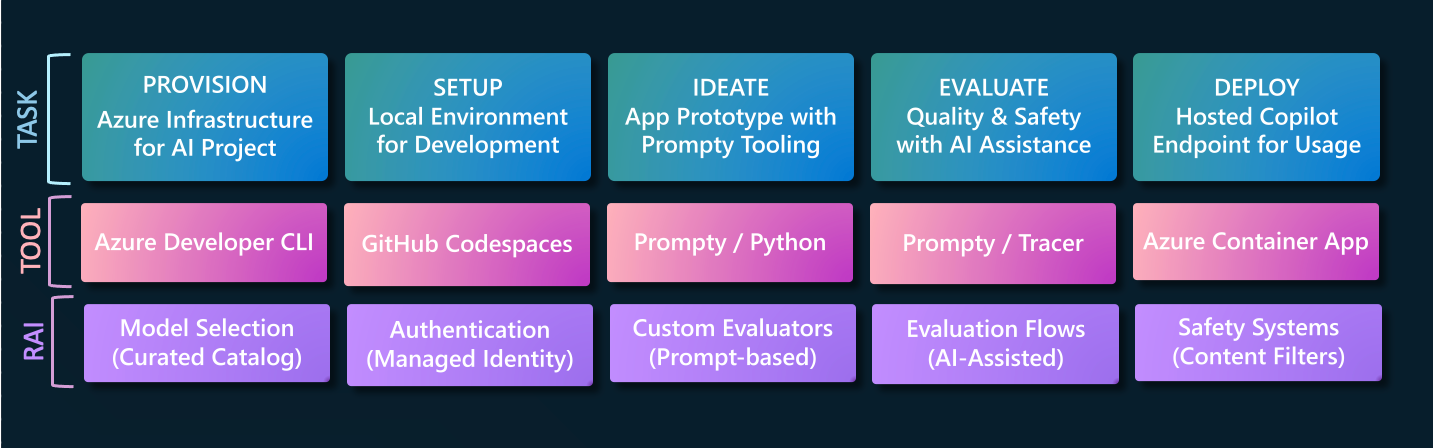 TASK
PROVISION
Azure Infrastructure
for AI Project
SETUP
Local Environment
for Development
IDEATE
App Prototype with
Prompty Tooling
EVALUATE
Quality & Safety
with AI Assistance
DEPLOY
Hosted Copilot
Endpoint for Usage
TOOL
Azure Developer CLI
GitHub Codespaces
Prompty / Python
Prompty / Tracer
Azure Container App
RAI
Model Selection
(Curated Catalog)
Authentication
(Managed Identity)
Custom Evaluators
(Prompt-based)
Evaluation Flows
(AI-Assisted)
Safety Systems
(Content Filters)